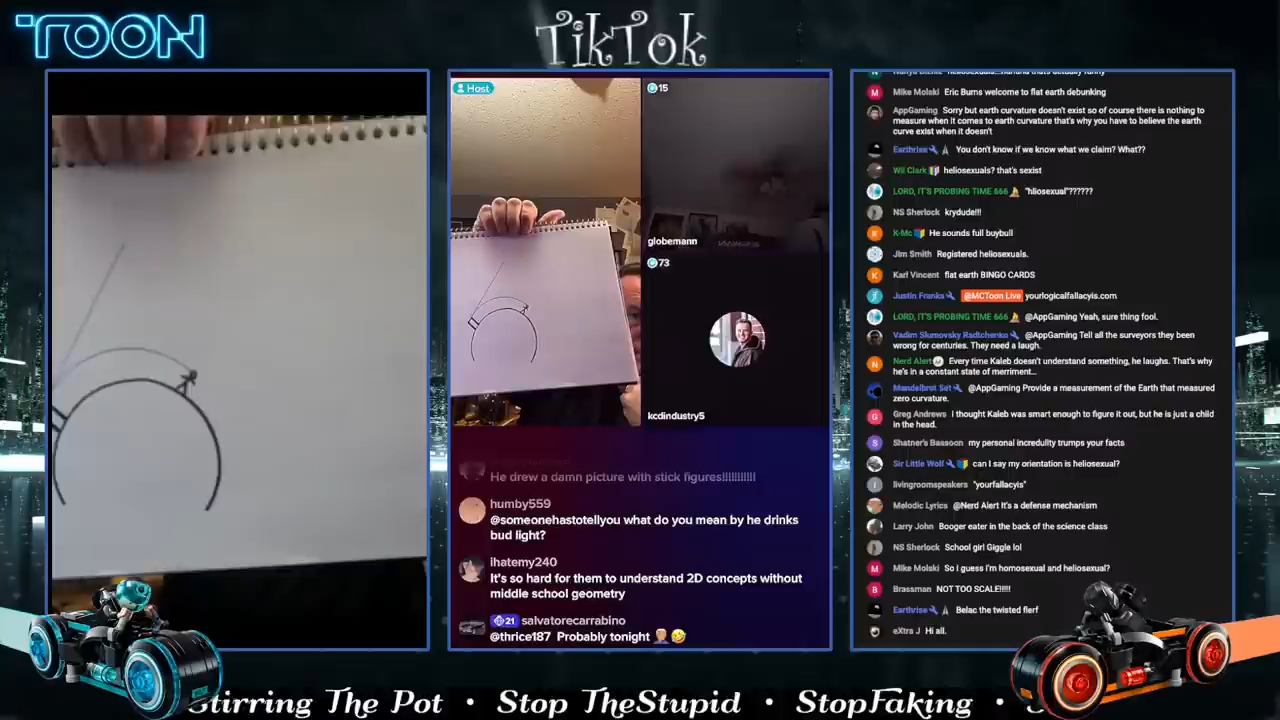 TOON
TikTok
Host
15
globemann
73
kcdindustry5
He drew a damn picture with stick figures!!!!!!!!!!!
humby559
@someonehastotellyou what do you mean by he drinks
bud light?
ihatemy240
It's so hard for them to understand 2D concepts without
middle school geometry
21 salvatorecarrabino
@thrice187 Probably tonight 🤦🏼‍♂️🤣
Mike Molski Eric Burns welcome to flat earth debunking
AppGaming Sorry but earth curvature doesn't exist so of course there is nothing to
measure when it comes to earth curvature that's why you have to believe the earth
curve exist when it doesn't
Earthrise You don't know if we know what we claim? What??
Wil Clark heliosexuals? that's sexist
LORD, IT'S PROBING TIME 666 "hliosexual"??????
NS Sherlock krydude!!!
K-Mc He sounds full buybull
Jim Smith Registered heliosexuals.
Karl Vincent flat earth BINGO CARDS
Justin Franks @MCToon Live yourlogicalfallacyis.com
LORD, IT'S PROBING TIME 666 @AppGaming Yeah, sure thing fool.
Vadim Slumovsky Radtchenko @AppGaming Tell all the surveyors they been
wrong for centuries. They need a laugh.
Nerd Alert Every time Kaleb doesn't understand something, he laughs. That's why
he's in a constant state of merriment...
Mandelbrot Set @AppGaming Provide a measurement of the Earth that measured
zero curvature.
Greg Andrews I thought Kaleb was smart enough to figure it out, but he is just a child
in the head.
Shatner's Bassoon my personal incredulity trumps your facts
Sir Little Wolf can I say my orientation is heliosexual?
livingroomspeakers "yourfallacyis"
Melodic Lyrics @Nerd Alert It's a defense mechanism
Larry John Booger eater in the back of the science class
NS Sherlock School girl Giggle lol
Mike Molski So I guess I'm homosexual and heliosexual?
Brassman NOT TOO SCALE!!!!!
Earthrise Belac the twisted flerf
eXtra J Hi all.
Stirring The Pot • Stop TheStupid • StopFaking •